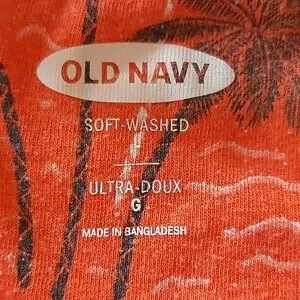 OLD NAVY
SOFT-WASHED
L
ULTRA-DOUX
G
MADE IN BANGLADESH